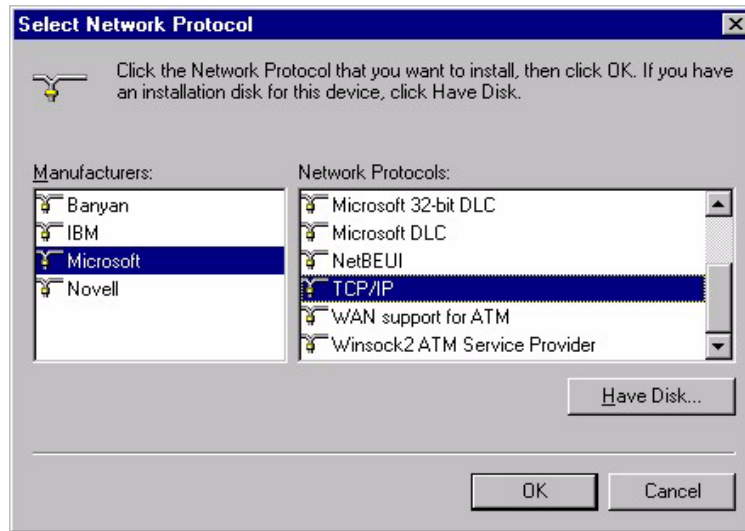 Select Network Protocol
Click the Network Protocol that you want to install, then click OK. If you have
an installation disk for this device, click Have Disk.
Manufacturers:
Banyan
IBM
Microsoft
Novell
Network Protocols:
Microsoft 32-bit DLC
Microsoft DLC
NetBEUI
TCP/IP
WAN support for ATM
Winsock2 ATM Service Provider
Have Disk...
OK
Cancel